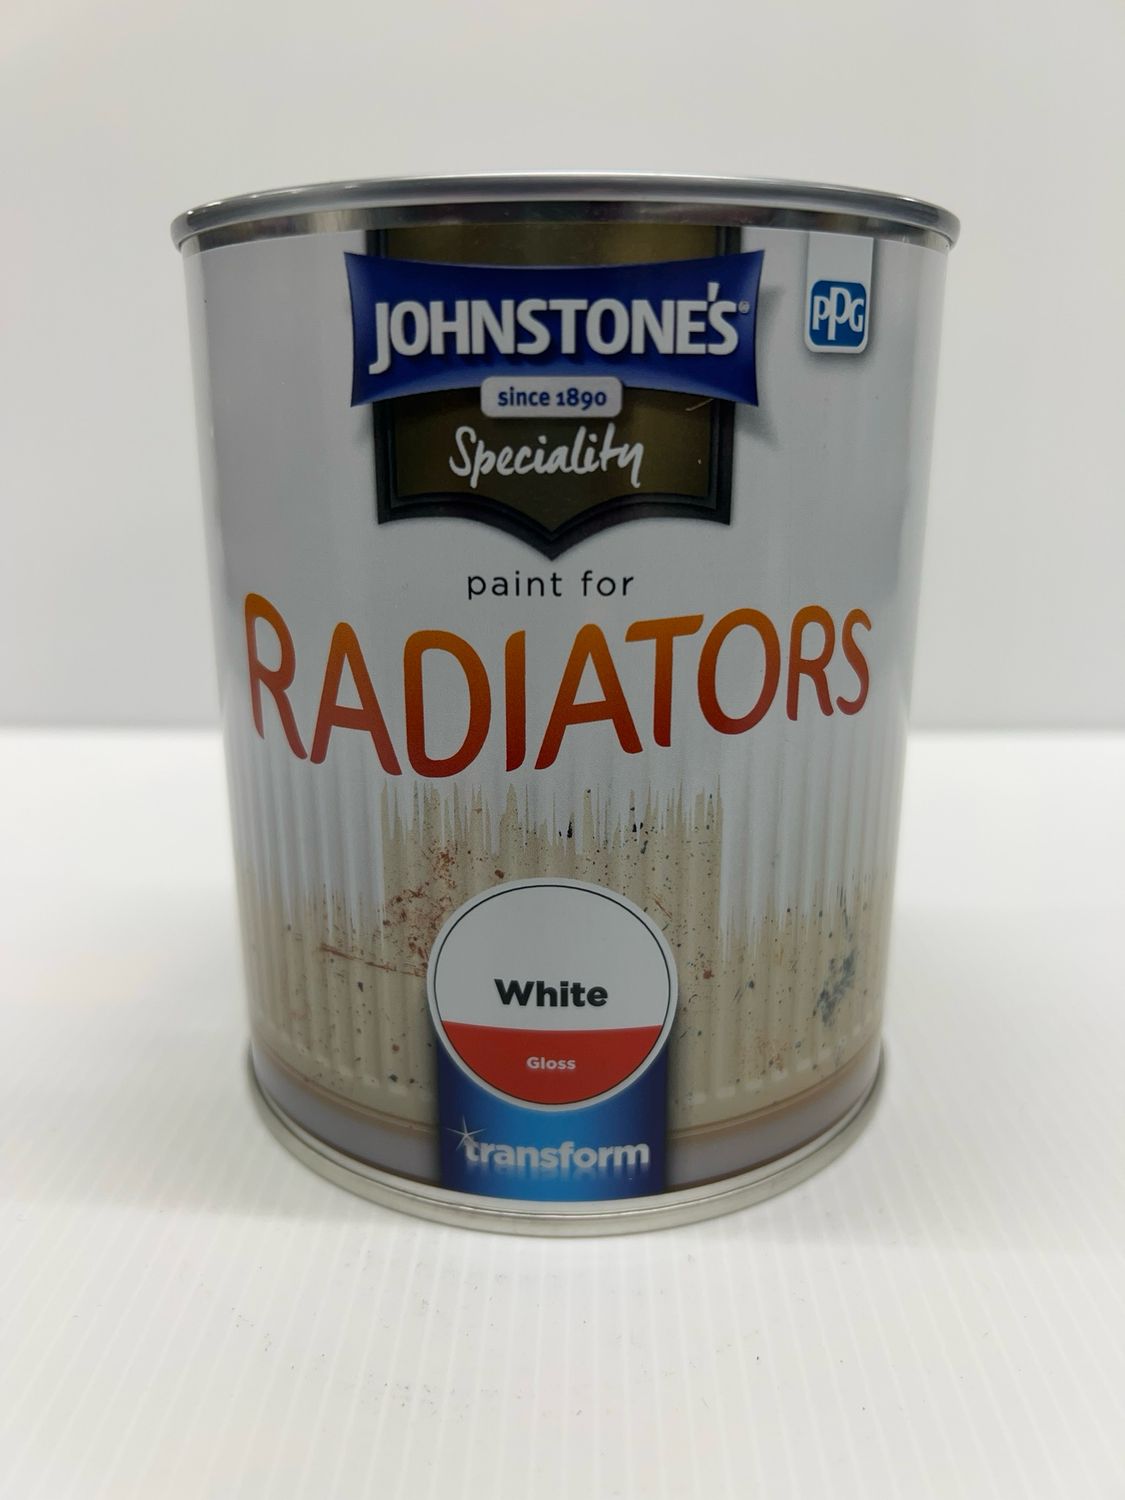 JOHNSTONE'S®
PPG
since 1890
Speciality
paint for
RADIATORS
White
Gloss
transform